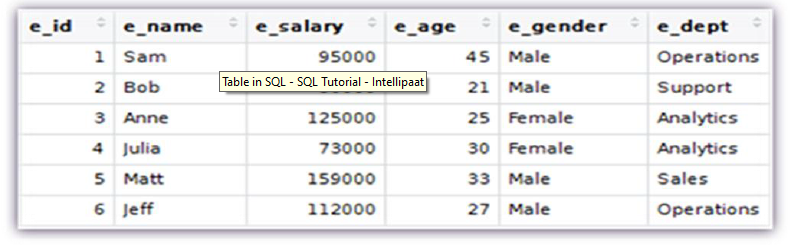 e_id e_name e_salary e_age e_gender e_dept
1 Sam 95000 45 Male Operations
Table in SQL - SQL Tutorial - Intellipaat
2 Bob 21 Male Support
3 Anne 125000 25 Female Analytics
4 Julia 73000 30 Female Analytics
5 Matt 159000 33 Male Sales
6 Jeff 112000 27 Male Operations